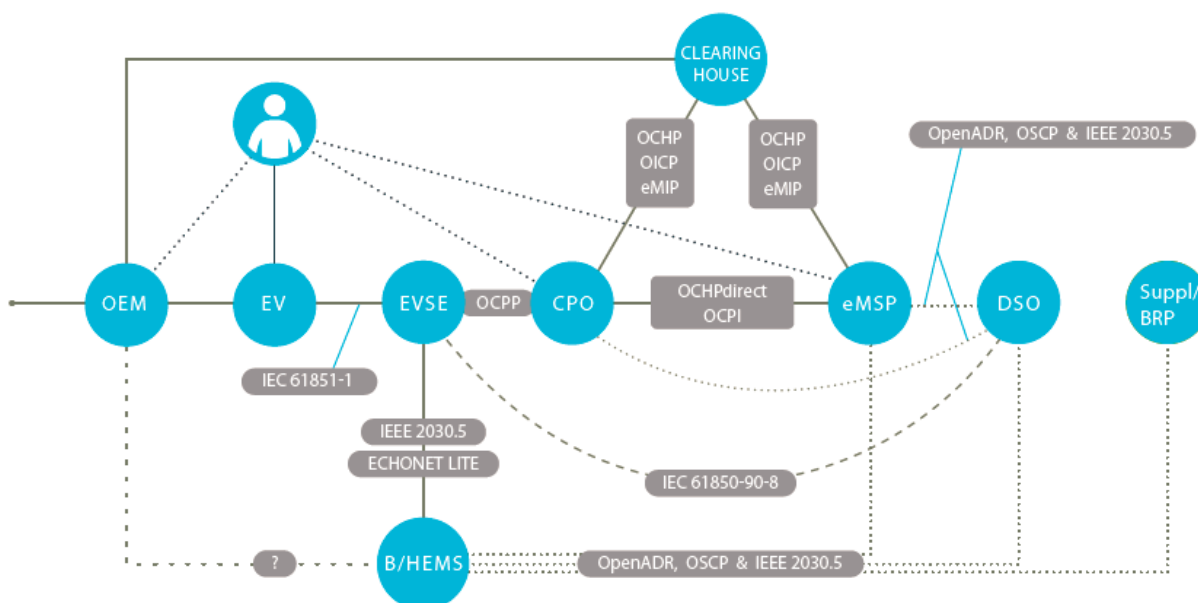 CLEARING
HOUSE
OCHP
OICP
eMIP
OCHP
OICP
eMIP
OpenADR, OSCP & IEEE 2030.5
OEM
EV
EVSE
OCPP
CPO
OCHPdirect
OCPI
eMSP
DSO
Suppl/
BRP
IEC 61851-1
IEEE 2030.5
ECHONET LITE
IEC 61850-90-8
?
B/HEMS
OpenADR, OSCP & IEEE 2030.5